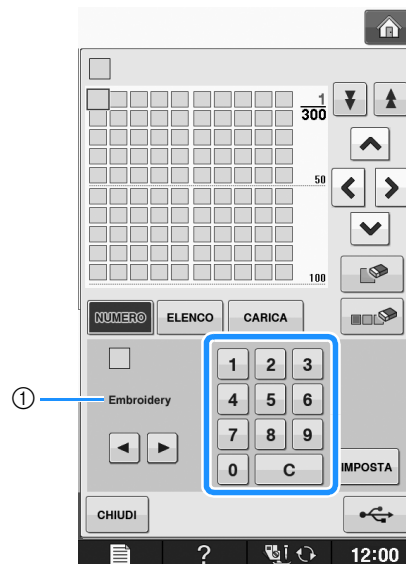 1
300
50
100
NUMERO ELENCO CARICA
1 2 3
① Embroidery
4 5 6
7 8 9
0 C
IMPOSTA
CHIUDI
? 12:00